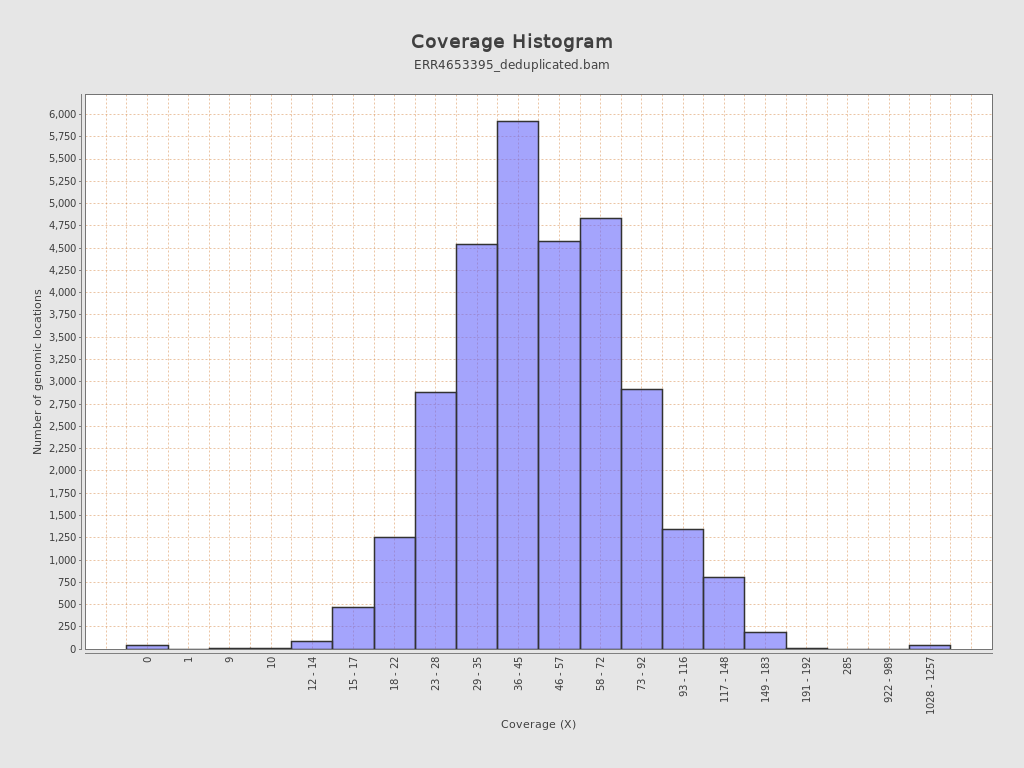 Coverage Histogram
ERR4653395_deduplicated.bam
Number of genomic locations
6,000
5,750
5,500
5,250
5,000
4,750
4,500
4,250
4,000
3,750
3,500
3,250
3,000
2,750
2,500
2,250
2,000
1,750
1,500
1,250
1,000
750
500
250
0
0
1
9
10
12 - 14
15 - 17
18 - 22
23 - 28
29 - 35
36 - 45
46 - 57
58 - 72
73 - 92
93 - 116
117 - 148
149 - 183
191 - 192
285
922 - 989
1028 - 1257
Coverage (X)